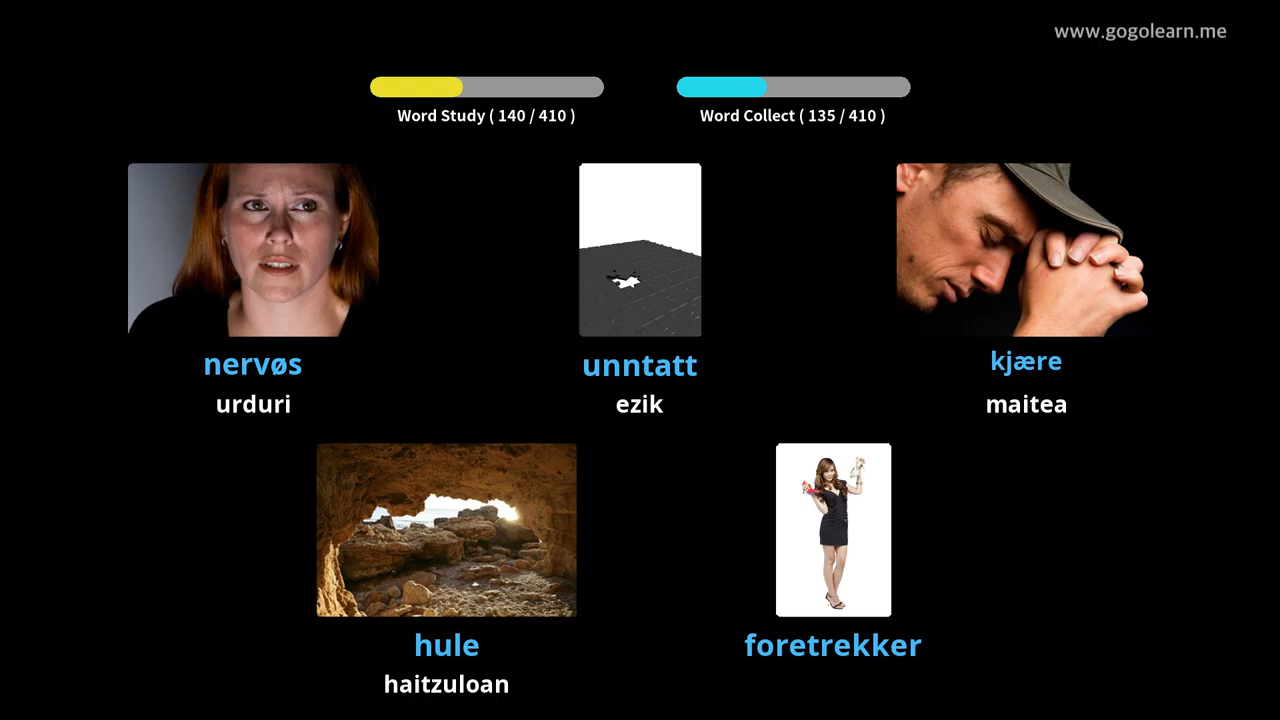 www.gogolearn.me
Word Study ( 140 / 410 )
Word Collect ( 135 / 410 )
nervøs
urduri
unntatt
ezik
kjære
maitea
hule
haitzuloan
foretrekker